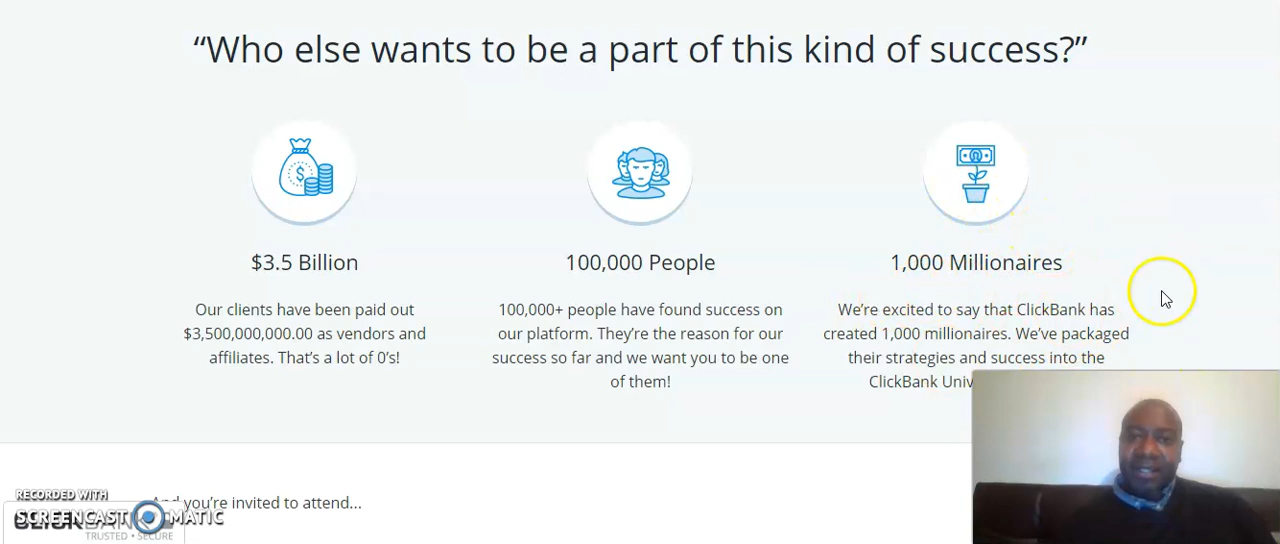 “Who else wants to be a part of this kind of success?”
$3.5 Billion
Our clients have been paid out
$3,500,000,000.00 as vendors and
affiliates. That’s a lot of 0’s!
100,000 People
100,000+ people have found success on
our platform. They’re the reason for our
success so far and we want you to be one
of them!
1,000 Millionaires
We’re excited to say that ClickBank has
created 1,000 millionaires. We’ve packaged
their strategies and success into the
ClickBank
And you’re invited to attend...
RECORDED WITH
SCREENCAST MATIC
TRUSTED • SECURE